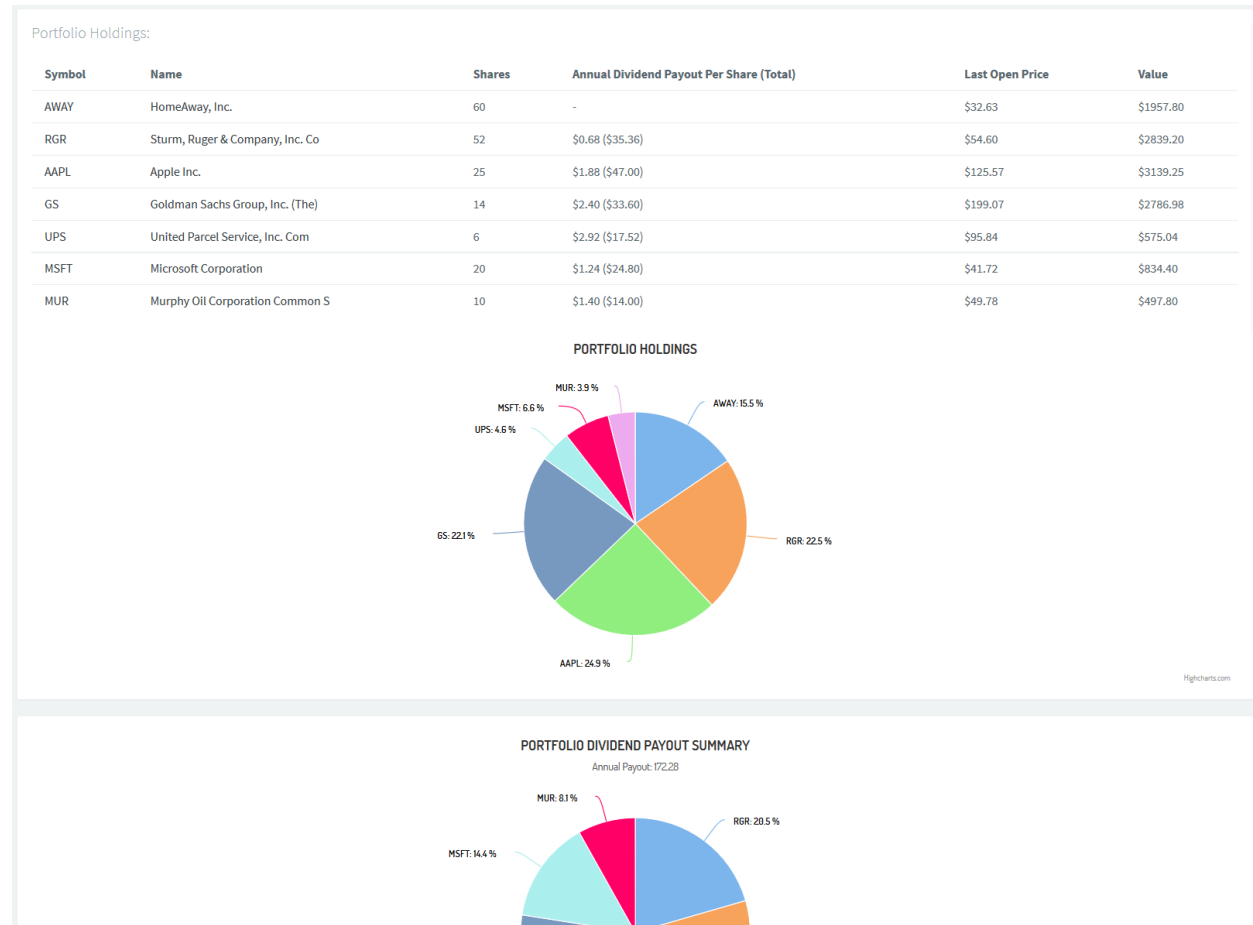 Portfolio Holdings:
Symbol Name Shares Annual Dividend Payout Per Share (Total) Last Open Price Value
AWAY HomeAway, Inc. 60 - $32.63 $1957.80
RGR Sturm, Ruger & Company, Inc. Co 52 $0.68 ($35.36) $54.60 $2839.20
AAPL Apple Inc. 25 $1.88 ($47.00) $125.57 $3139.25
GS Goldman Sachs Group, Inc. (The) 14 $2.40 ($33.60) $199.07 $2786.98
UPS United Parcel Service, Inc. Com 6 $2.92 ($17.52) $95.84 $575.04
MSFT Microsoft Corporation 20 $1.24 ($24.80) $41.72 $834.40
MUR Murphy Oil Corporation Common S 10 $1.40 ($14.00) $49.78 $497.80
PORTFOLIO HOLDINGS
MUR: 3.9 %
AWAY: 15.5 %
MSFT: 6.6 %
UPS: 4.6 %
GS: 22.1 %
RGR: 22.5 %
AAPL: 24.9 %
Highcharts.com
PORTFOLIO DIVIDEND PAYOUT SUMMARY
Annual Payout: 172.28
MUR: 8.1 %
RGR: 20.5 %
MSFT: 14.4 %